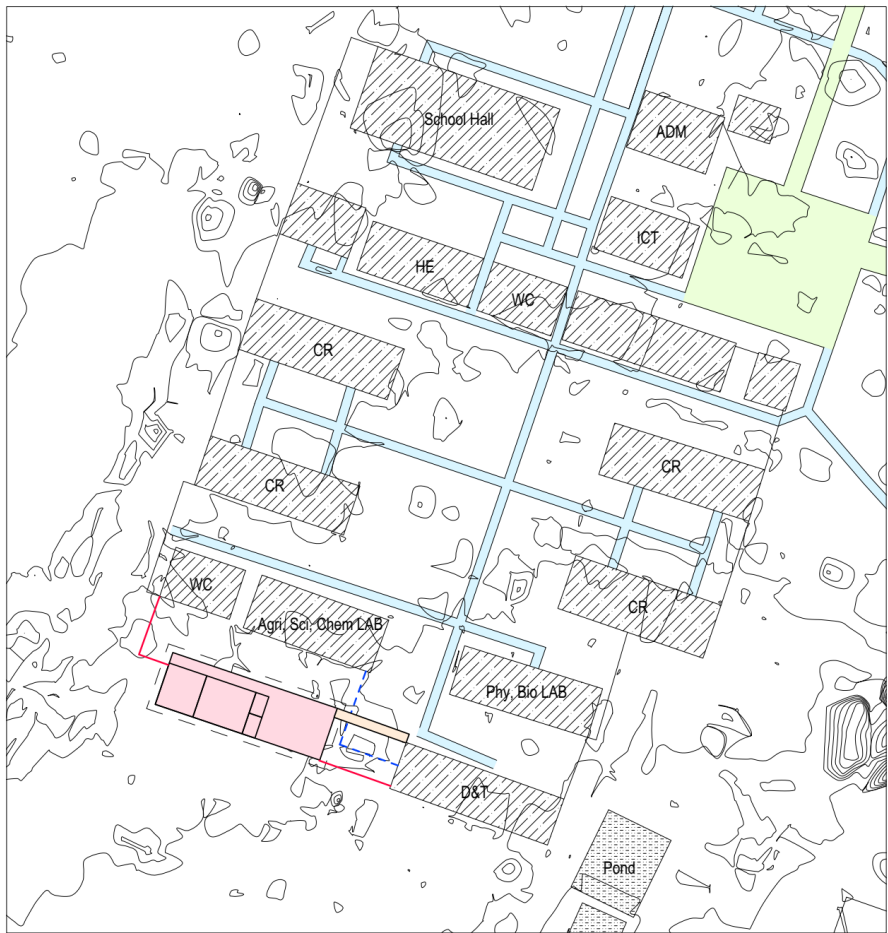 School Hall
ADM
ICT
HE
WC
CR
CR
CR
WC
CR
Agri, Sci, Chem LAB
Phy, Bio LAB
D&T
Pond